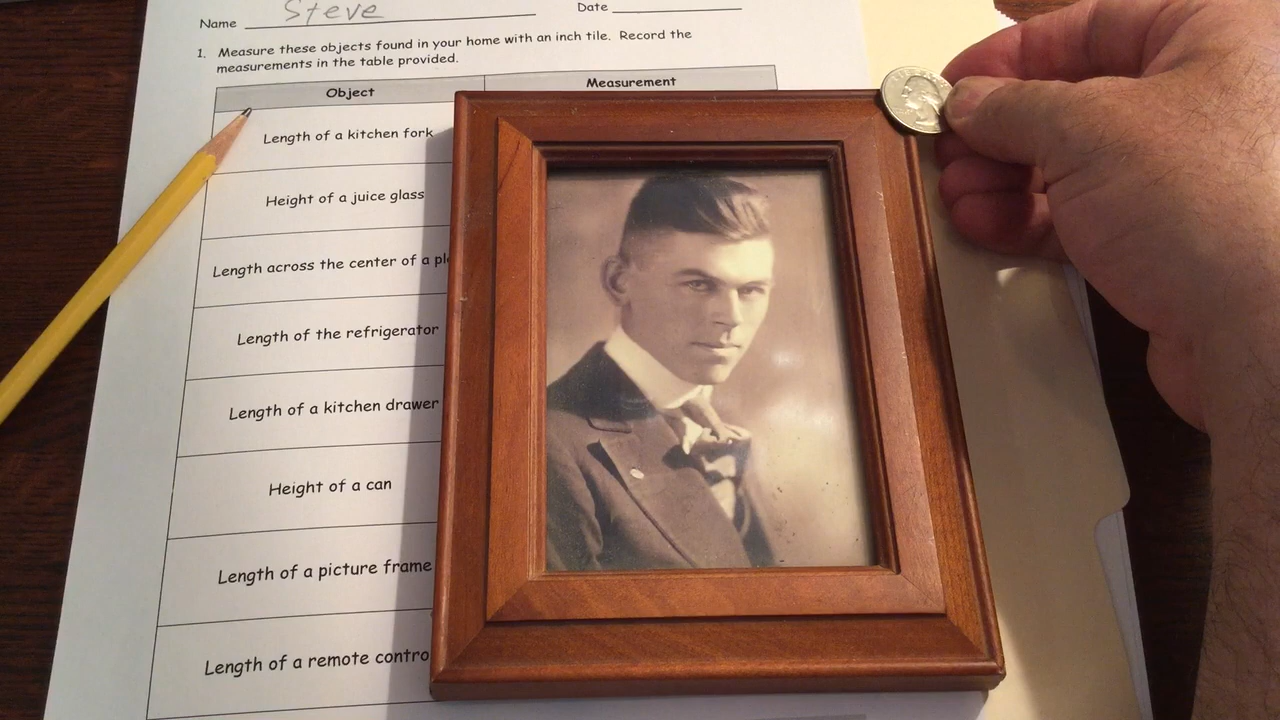 Name Steve Date
1. Measure these objects found in your home with an inch tile. Record the
measurements in the table provided.
Object Measurement
Length of a kitchen fork
Height of a juice glass
Length across the center of a
Length of the refrigerator
Length of a kitchen drawer
Height of a can
Length of a picture frame
Length of a remote contro